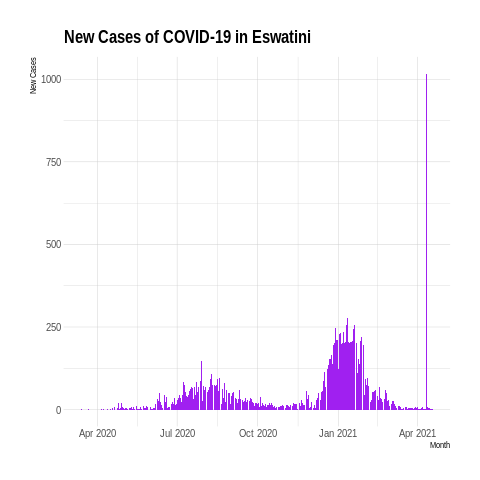 New Cases of COVID-19 in Eswatini
New Cases
1000
750
500
250
0
Apr 2020 Jul 2020 Oct 2020 Jan 2021 Apr 2021
Month